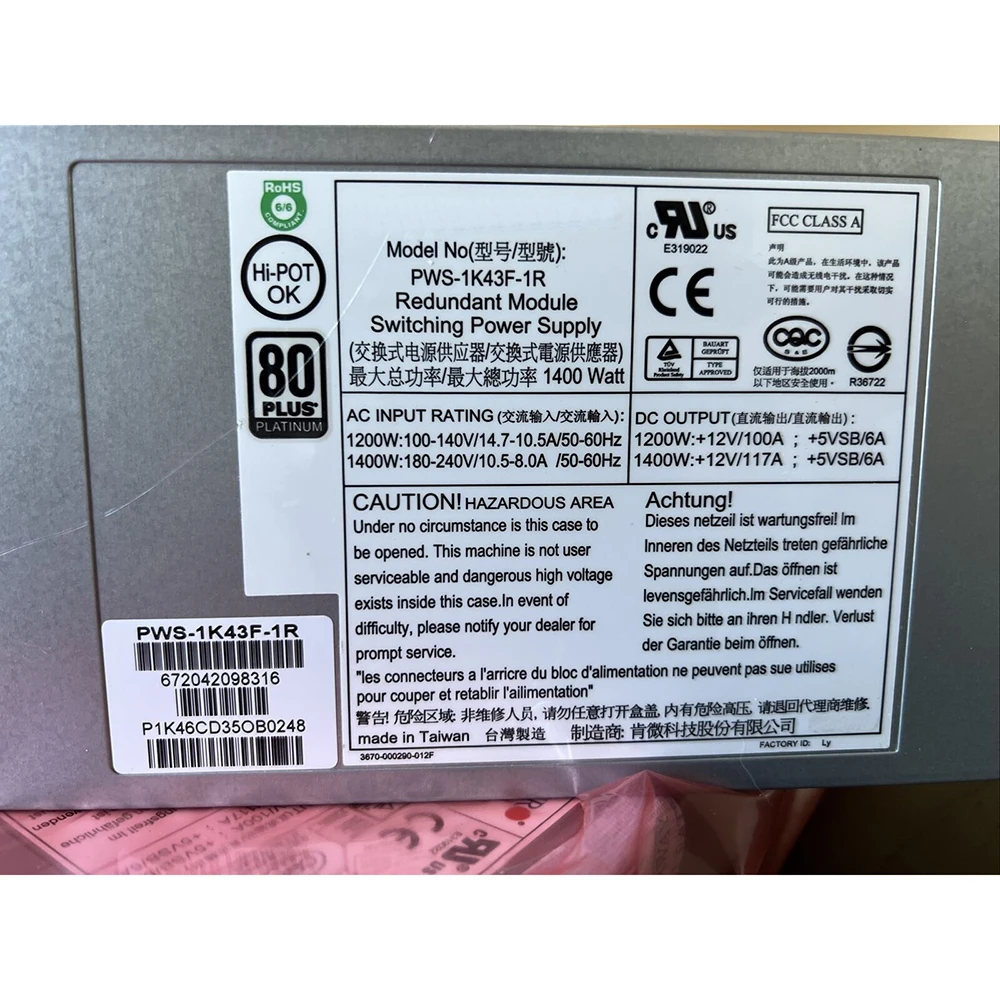 RoHS
6/6
COMPLIANT
Hi-POT
OK
80
PLUS
PLATINUM
Model No(型号/型號):
PWS-1K43F-1R
Redundant Module
Switching Power Supply
(交换式电源供应器/交換式電源供應器)
最大总功率/最大總功率 1400 Watt
c RU ® US
E319022
FCC CLASS A
声明
此为A级产品, 在生活环境中, 该产品
可能会造成无线电干扰. 在这种情况
下, 可能需要用户对其干扰采取切实
可行的措施.
CE
TÜV
Rheinland
Product Safety
BAUART
GEPRÜFT
TYPE
APPROVED
CQC
S&E
仅适用于海拔2000m
以下地区安全使用.
R36722
AC INPUT RATING (交流输入/交流輸入):
1200W:100-140V/14.7-10.5A/50-60Hz
1400W:180-240V/10.5-8.0A /50-60Hz
DC OUTPUT(直流输出/直流輸出):
1200W:+12V/100A ; +5VSB/6A
1400W:+12V/117A ; +5VSB/6A
CAUTION! HAZARDOUS AREA
Under no circumstance is this case to
be opened. This machine is not user
serviceable and dangerous high voltage
exists inside this case.In event of
difficulty, please notify your dealer for
prompt service.
Achtung!
Dieses netzeil ist wartungsfrei! Im
Inneren des Netzteils treten gefährliche
Spannungen auf.Das öffen ist
levensgefährlich.Im Servicefall wenden
Sie sich bitte an ihren H ndler. Verlust
der Garantie beim öffen.
"les connecteurs a l'arricre du bloc d'alimentation ne peuvent pas sue utilises
pour couper et retablir l'ailimentation"
警告! 危险区域: 非维修人员, 请勿任意打开盒盖, 内有危险高压, 请退回代理商维修.
made in Taiwan 台灣製造 制造商: 肯微科技股份有限公司
3670-000290-012F
FACTORY ID: Ly
PWS-1K43F-1R
672042098316
P1K46CD35OB0248